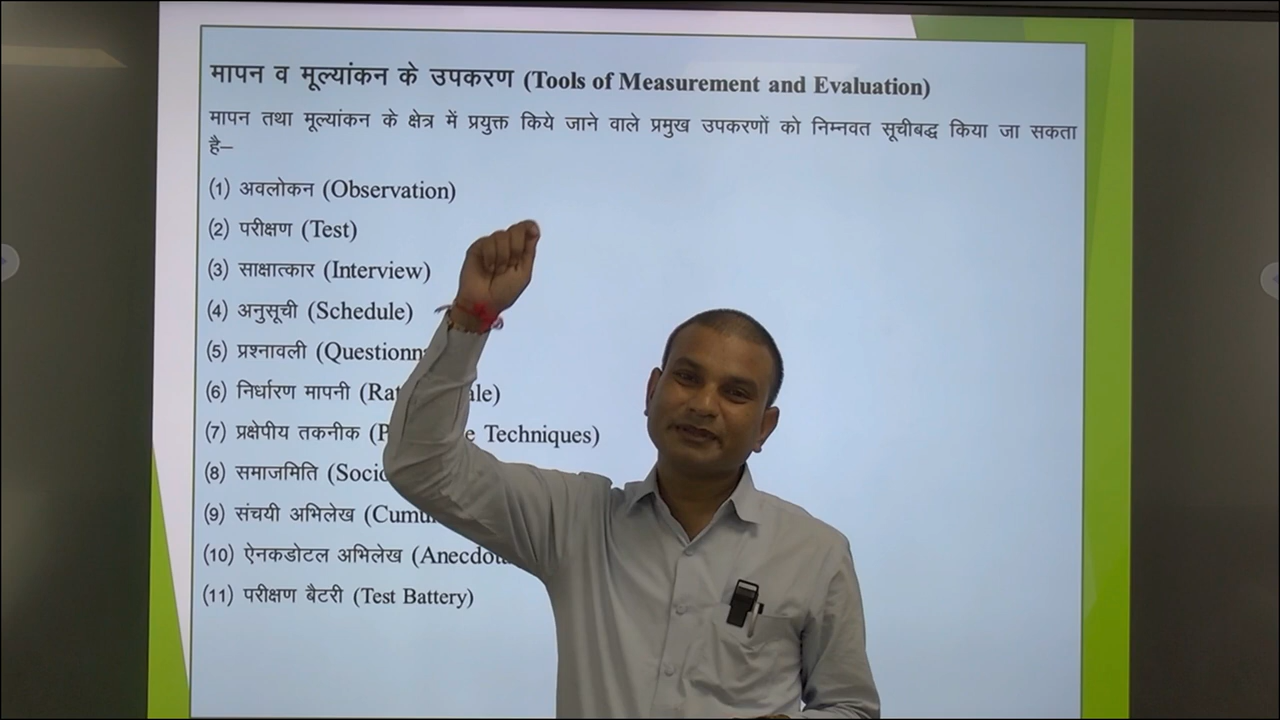 मापन व मूल्यांकन के उपकरण (Tools of Measurement and Evaluation)
मापन तथा मूल्यांकन के क्षेत्र में प्रयुक्त किये जाने वाले प्रमुख उपकरणों को निम्नवत सूचीबद्ध किया जा सकता
है–
(1) अवलोकन (Observation)
(2) परीक्षण (Test)
(3) साक्षात्कार (Interview)
(4) अनुसूची (Schedule)
(5) प्रश्नावली
(6) निर्धारण मापनी
(7) प्रक्षेपीय तकनीक Techniques)
(8) समाजमिति
(9) संचयी अभिलेख
(10) ऐनकडोटल अभिलेख
(11) परीक्षण बैटरी (Test Battery)